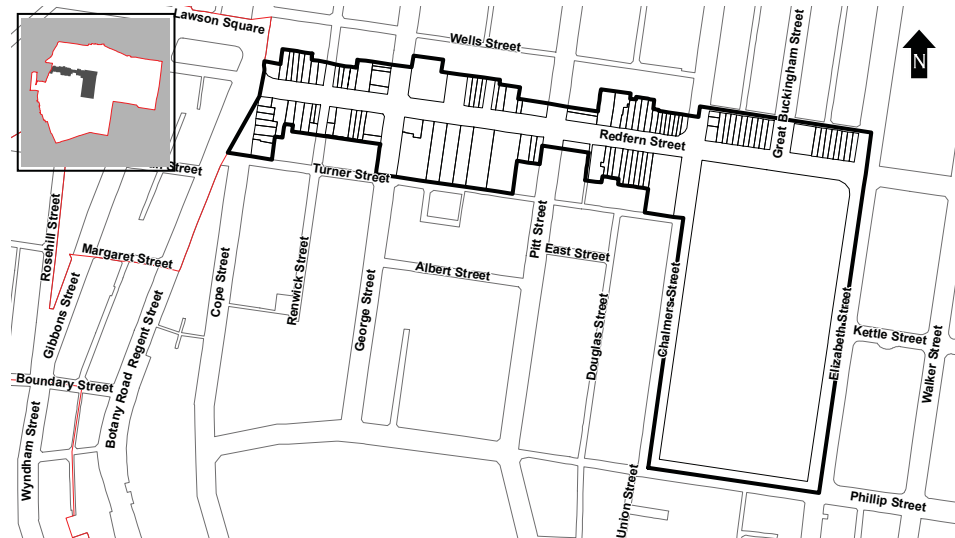 Lawson Square
Wells Street
N
Great Buckingham Street
Redfern Street
Street
Turner Street
Rosehill Street
Margaret Street
Pitt Street
East Street
Albert Street
Cope Street
Renwick Street
George Street
Gibbons Street
Regent Street
Botany Road
Douglas Street
Chalmers Street
Elizabeth Street
Kettle Street
Walker Street
Boundary Street
Wyndham Street
Union Street
Phillip Street